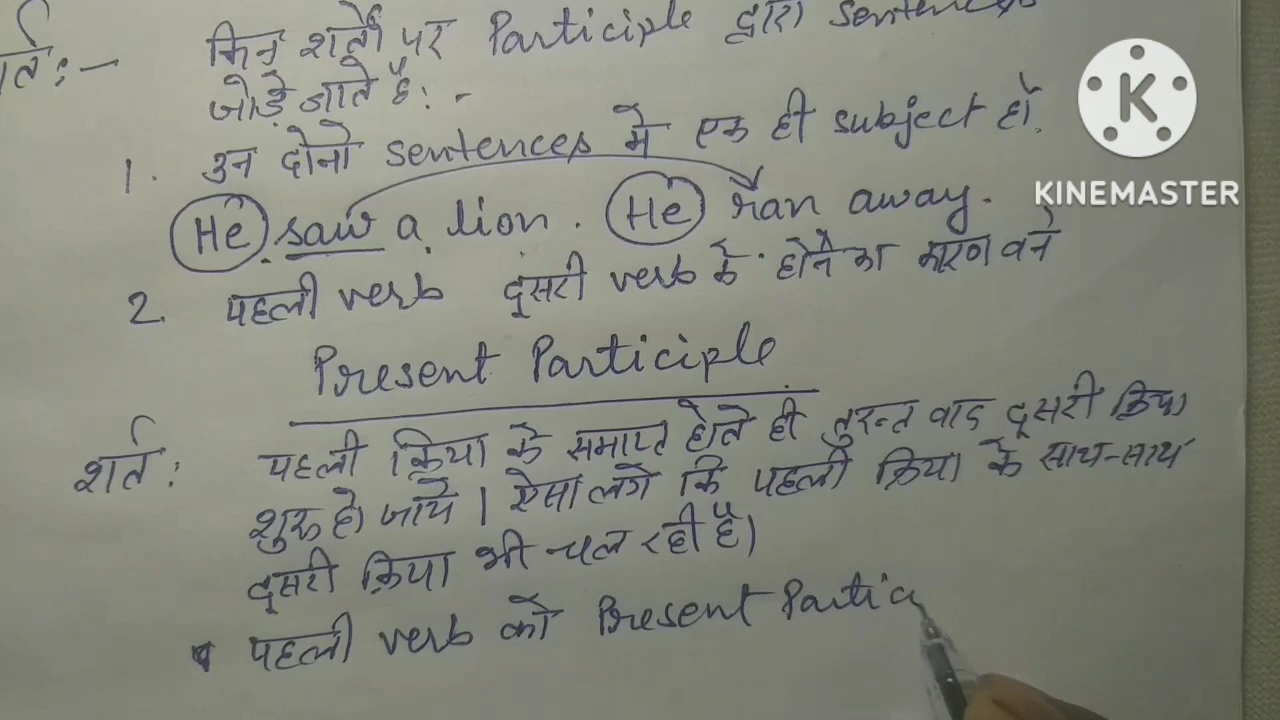 शर्त:- किन शर्तों पर Participle द्वारा sentences
जोड़े जाते है:-
1. उन दोनो sentences में एक ही subject हो.
He saw a lion. He ran away.
2. पहली verb दूसरी verb के होने का कारण बने
Present Participle
शर्त: पहली क्रिया के समाप्त होते ही तुरन्त बाद दूसरी क्रिया
शुरू हो जाये। ऐसा लगे कि पहली क्रिया के साथ-साथ
दूसरी क्रिया भी चल रही है।
पहली verb को Present Partic
K
KINEMASTER